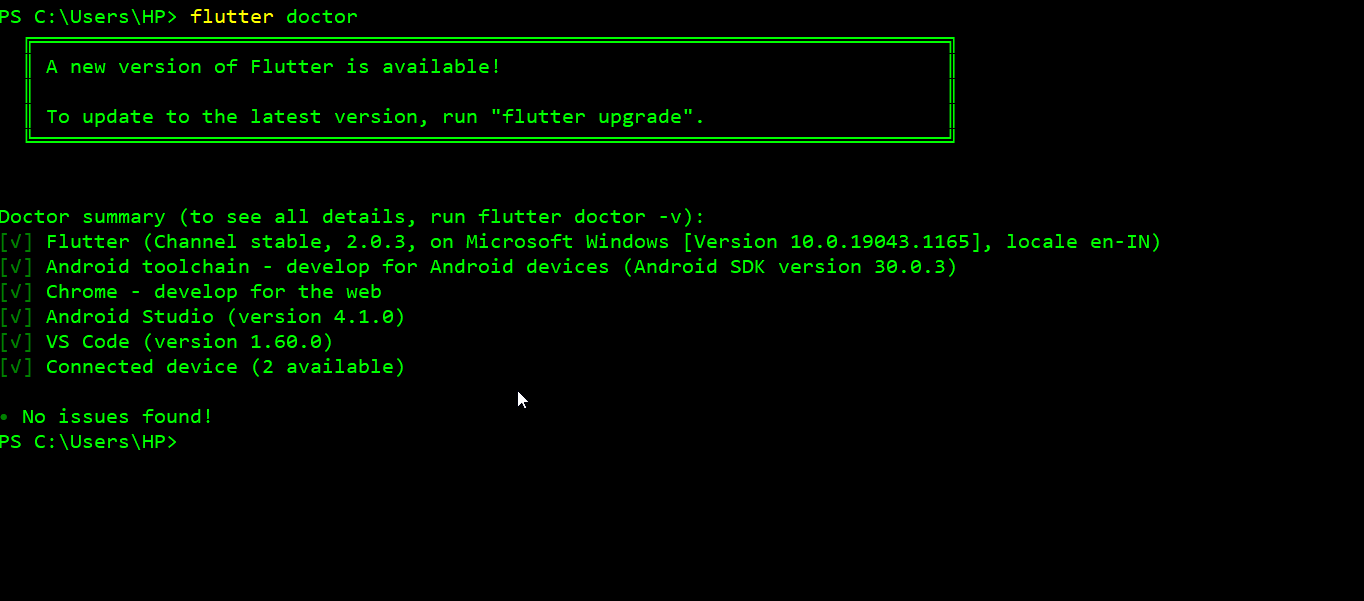 PS C:\Users\HP> flutter doctor
A new version of Flutter is available!
To update to the latest version, run "flutter upgrade".
Doctor summary (to see all details, run flutter doctor -v):
[√] Flutter (Channel stable, 2.0.3, on Microsoft Windows [Version 10.0.19043.1165], locale en-IN)
[√] Android toolchain - develop for Android devices (Android SDK version 30.0.3)
[√] Chrome - develop for the web
[√] Android Studio (version 4.1.0)
[√] VS Code (version 1.60.0)
[√] Connected device (2 available)
• No issues found!
PS C:\Users\HP>